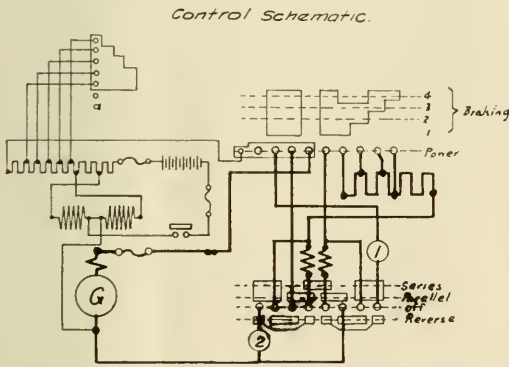 Control Schematic.
a
4
3
2
1
Braking
Power
1
G
2
Series
Parallel
off
Reverse